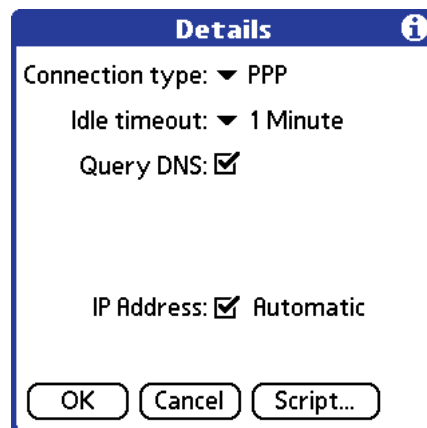 Details
Connection type: PPP
Idle timeout: 1 Minute
Query DNS:
IP Address: Automatic
OK Cancel Script...